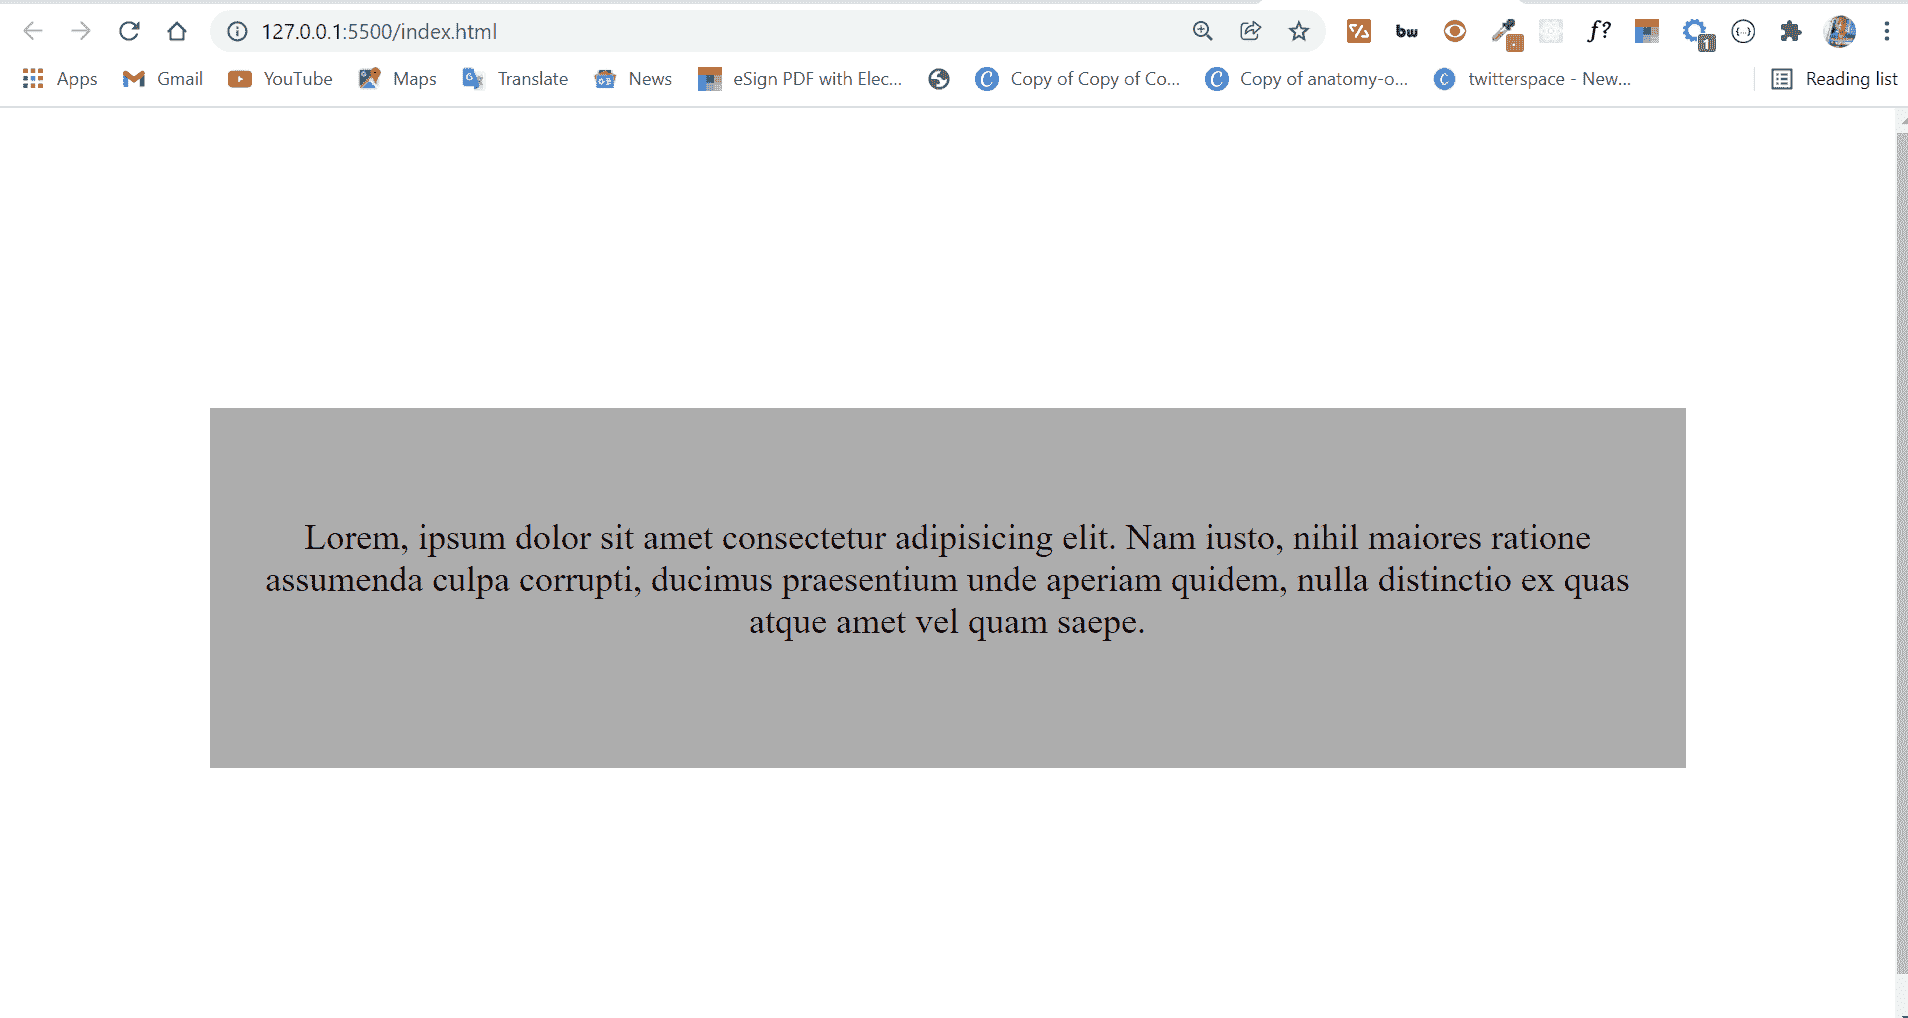 127.0.0.1:5500/index.html
bw
f?
1
Apps
Gmail
YouTube
Maps
Translate
News
eSign PDF with Elec...
Copy of Copy of Co...
Copy of anatomy-o...
twitterspace - New...
Reading list
Lorem, ipsum dolor sit amet consectetur adipisicing elit. Nam iusto, nihil maiores ratione
assumenda culpa corrupti, ducimus praesentium unde aperiam quidem, nulla distinctio ex quas
atque amet vel quam saepe.